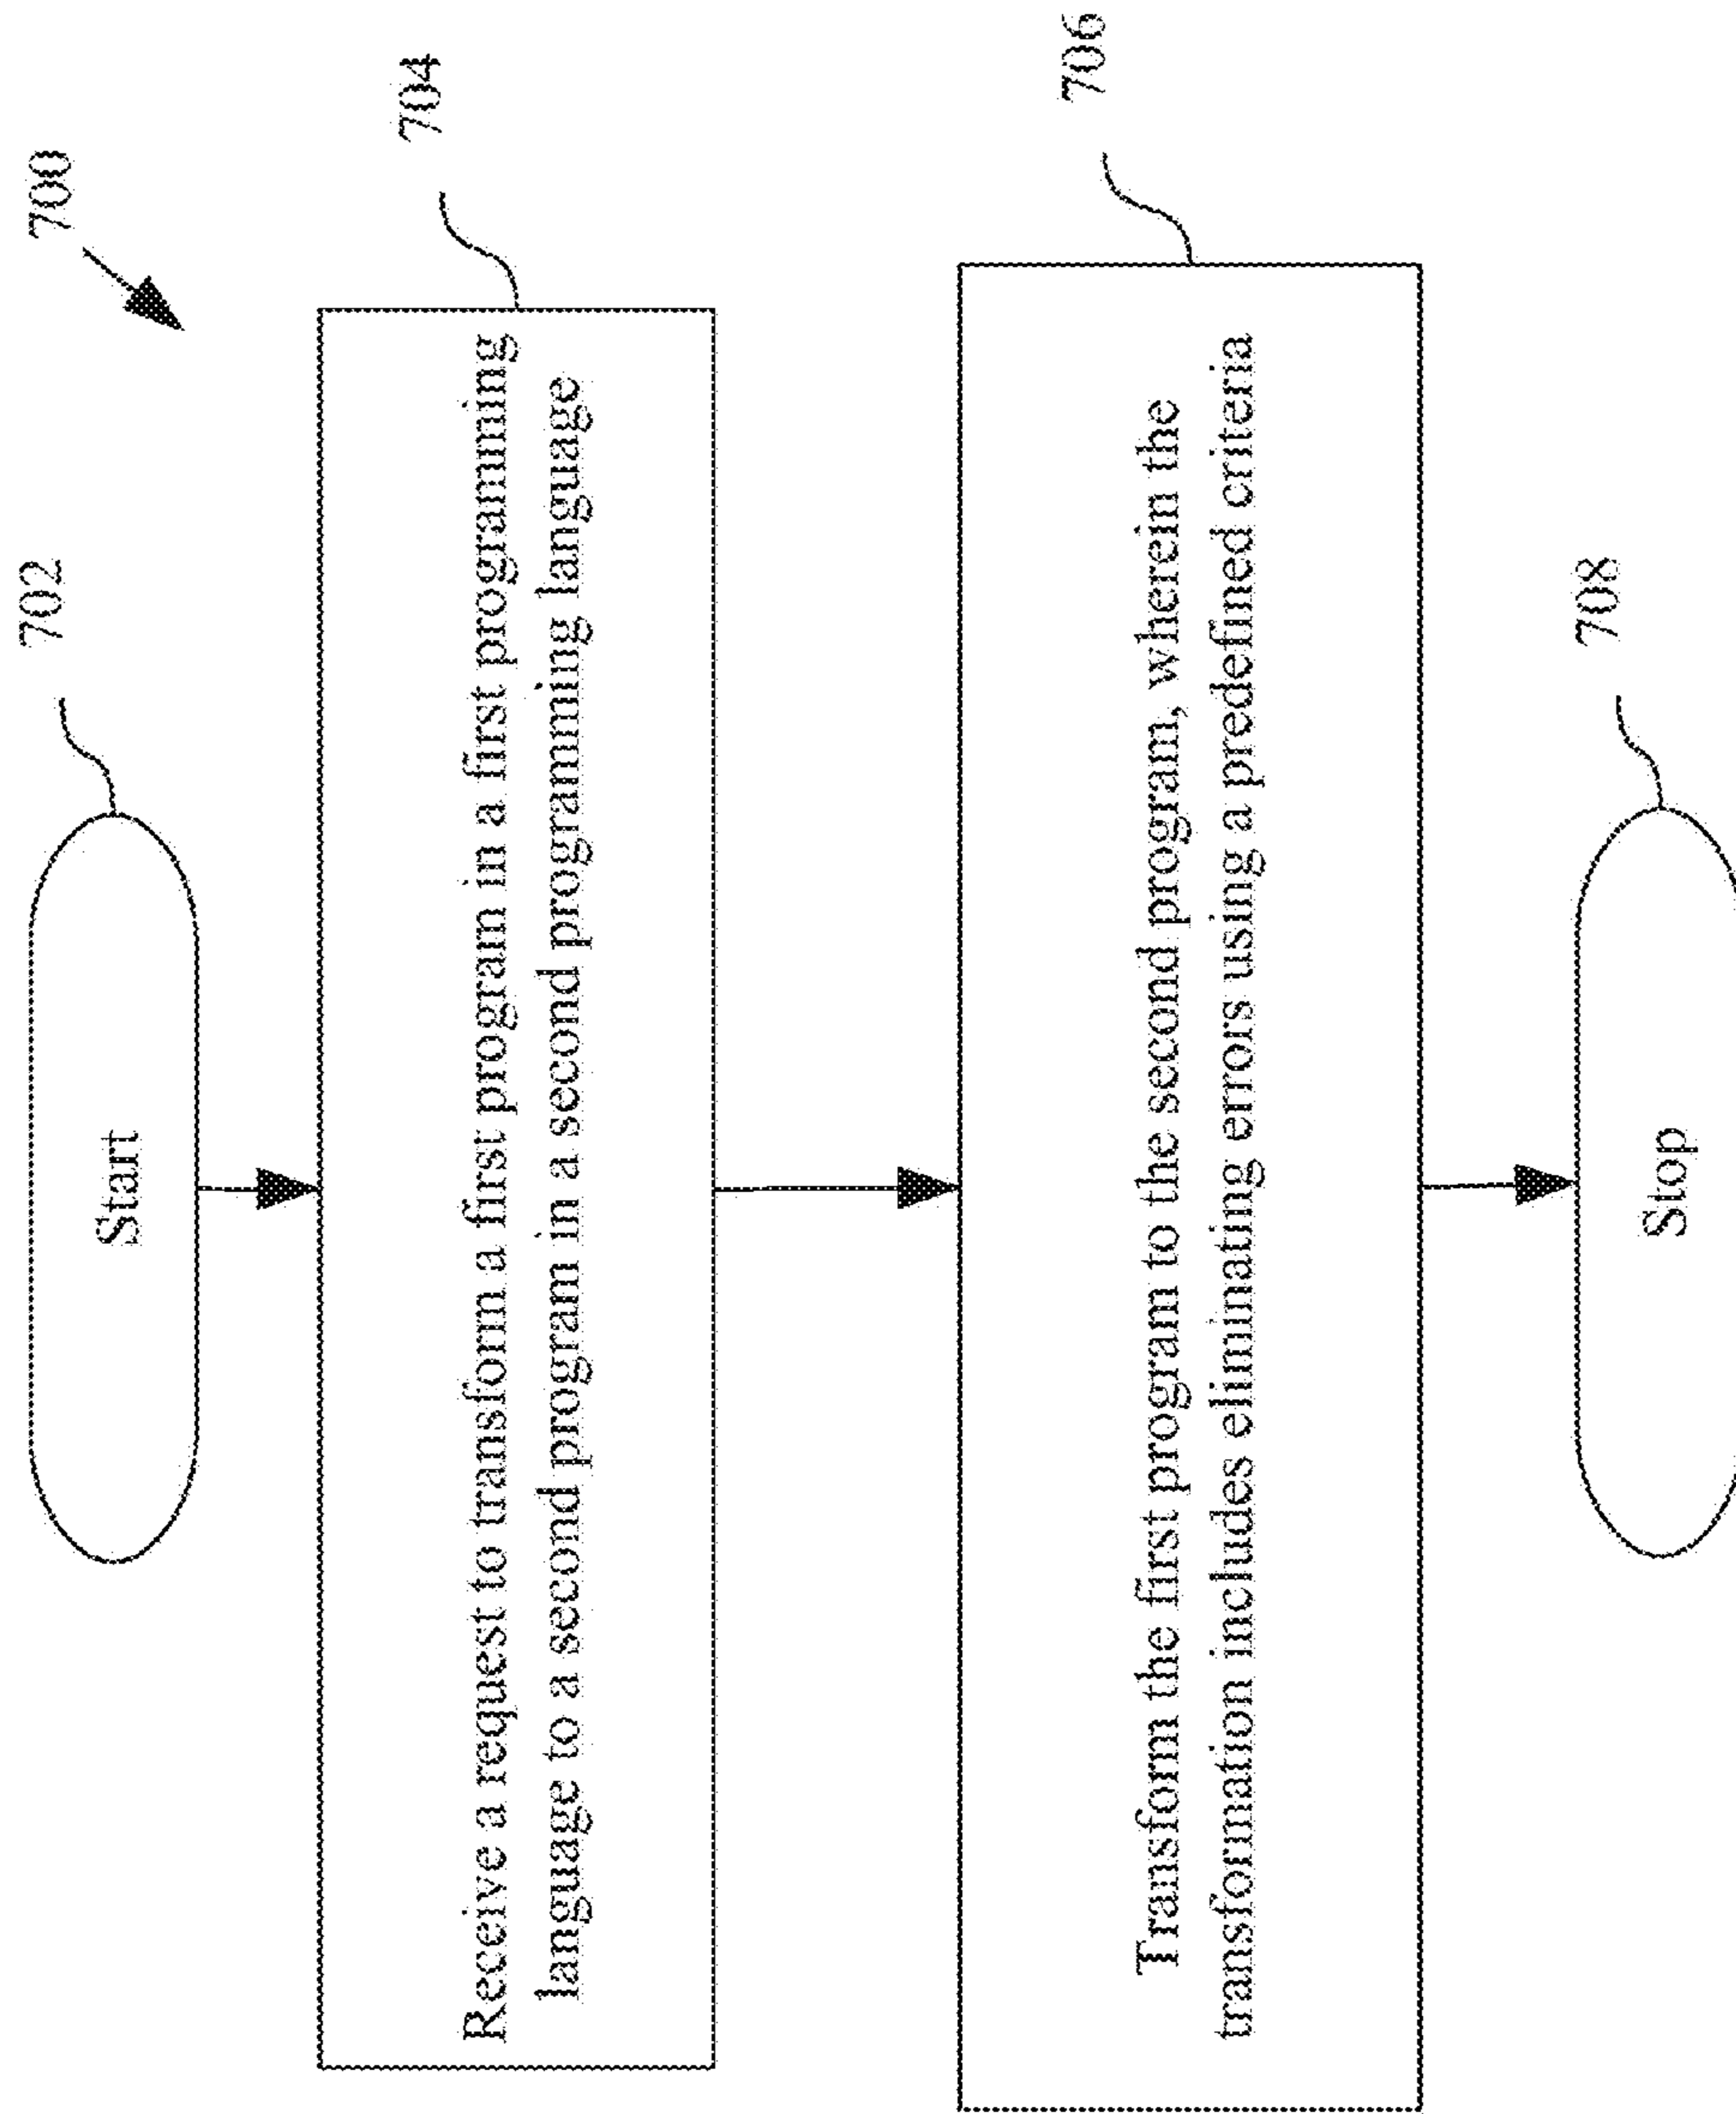 700
702
Start
704
Receive a request to transform a first program in a first programming
language to a second program in a second programming language
706
Transform the first program to the second program, wherein the
transformation includes eliminating errors using a predefined criteria
708
Stop